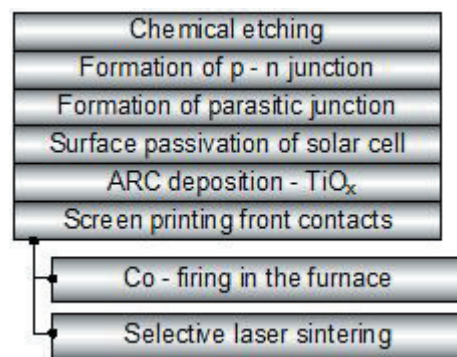 Chemical etching
Formation of p - n junction
Formation of parasitic junction
Surface passivation of solar cell
ARC deposition - TiOₓ
Screen printing front contacts
Co - firing in the furnace
Selective laser sintering